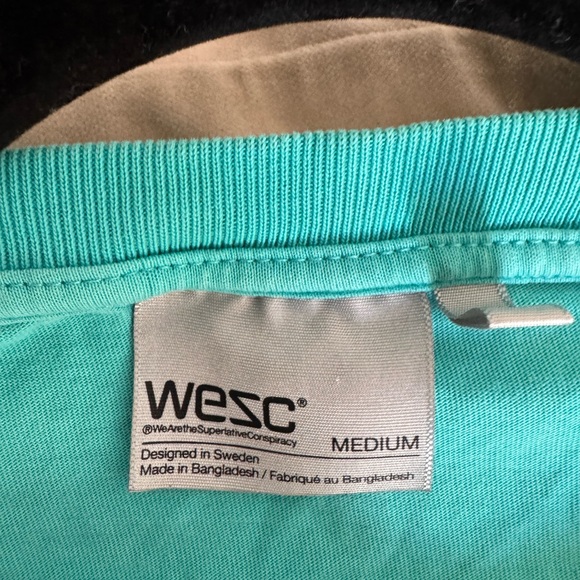 wesc®
®WeAretheSuperlativeConspiracy
MEDIUM
Designed in Sweden
Made in Bangladesh / Fabriqué au Bangladesh